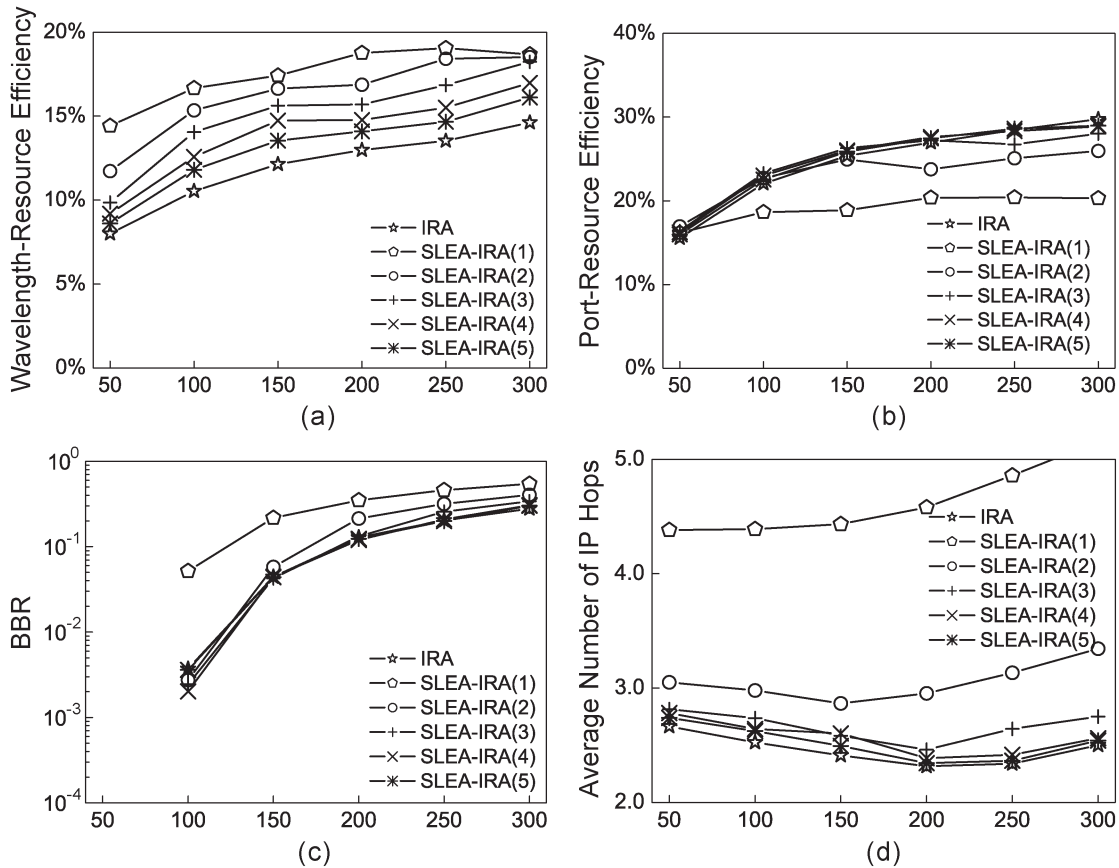 Wavelength-Resource Efficiency
20%
15%
10%
5%
0%
IRA
SLEA-IRA(1)
SLEA-IRA(2)
SLEA-IRA(3)
SLEA-IRA(4)
SLEA-IRA(5)
50 100 150 200 250 300
(a)
Port-Resource Efficiency
40%
30%
20%
10%
0%
IRA
SLEA-IRA(1)
SLEA-IRA(2)
SLEA-IRA(3)
SLEA-IRA(4)
SLEA-IRA(5)
50 100 150 200 250 300
(b)
BBR
10^0
10^-1
10^-2
10^-3
10^-4
IRA
SLEA-IRA(1)
SLEA-IRA(2)
SLEA-IRA(3)
SLEA-IRA(4)
SLEA-IRA(5)
50 100 150 200 250 300
(c)
Average Number of IP Hops
5.0
4.0
3.0
2.0
IRA
SLEA-IRA(1)
SLEA-IRA(2)
SLEA-IRA(3)
SLEA-IRA(4)
SLEA-IRA(5)
50 100 150 200 250 300
(d)